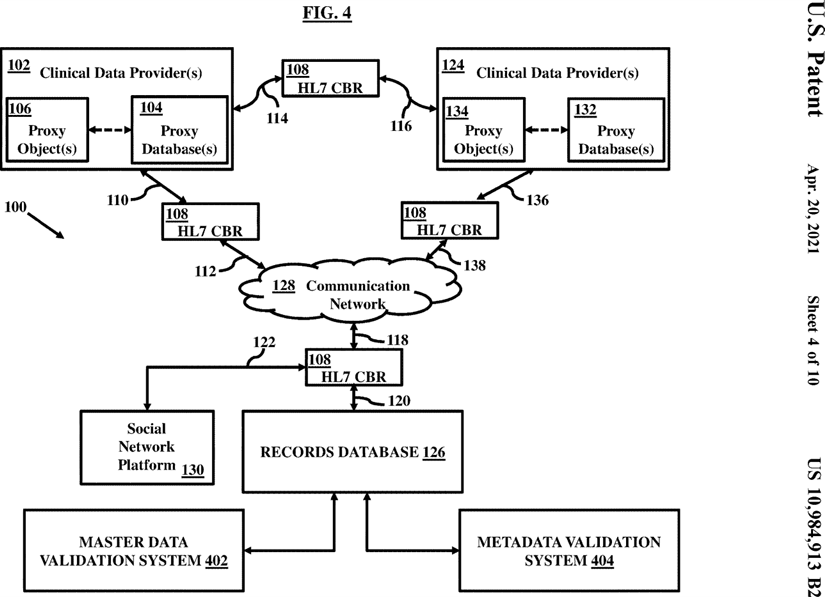 FIG. 4
102 Clinical Data Provider(s)
106
Proxy
Object(s)
104
Proxy
Database(s)
108
HL7 CBR
114
116
124 Clinical Data Provider(s)
134
Proxy
Object(s)
132
Proxy
Database(s)
110
136
100
108
HL7 CBR
108
HL7 CBR
112
138
128 Communication
Network
118
122
108
HL7 CBR
120
Social
Network
Platform 130
RECORDS DATABASE 126
MASTER DATA
VALIDATION SYSTEM 402
METADATA VALIDATION
SYSTEM 404
U.S. Patent
Apr. 20, 2021
Sheet 4 of 10
US 10,984,913 B2